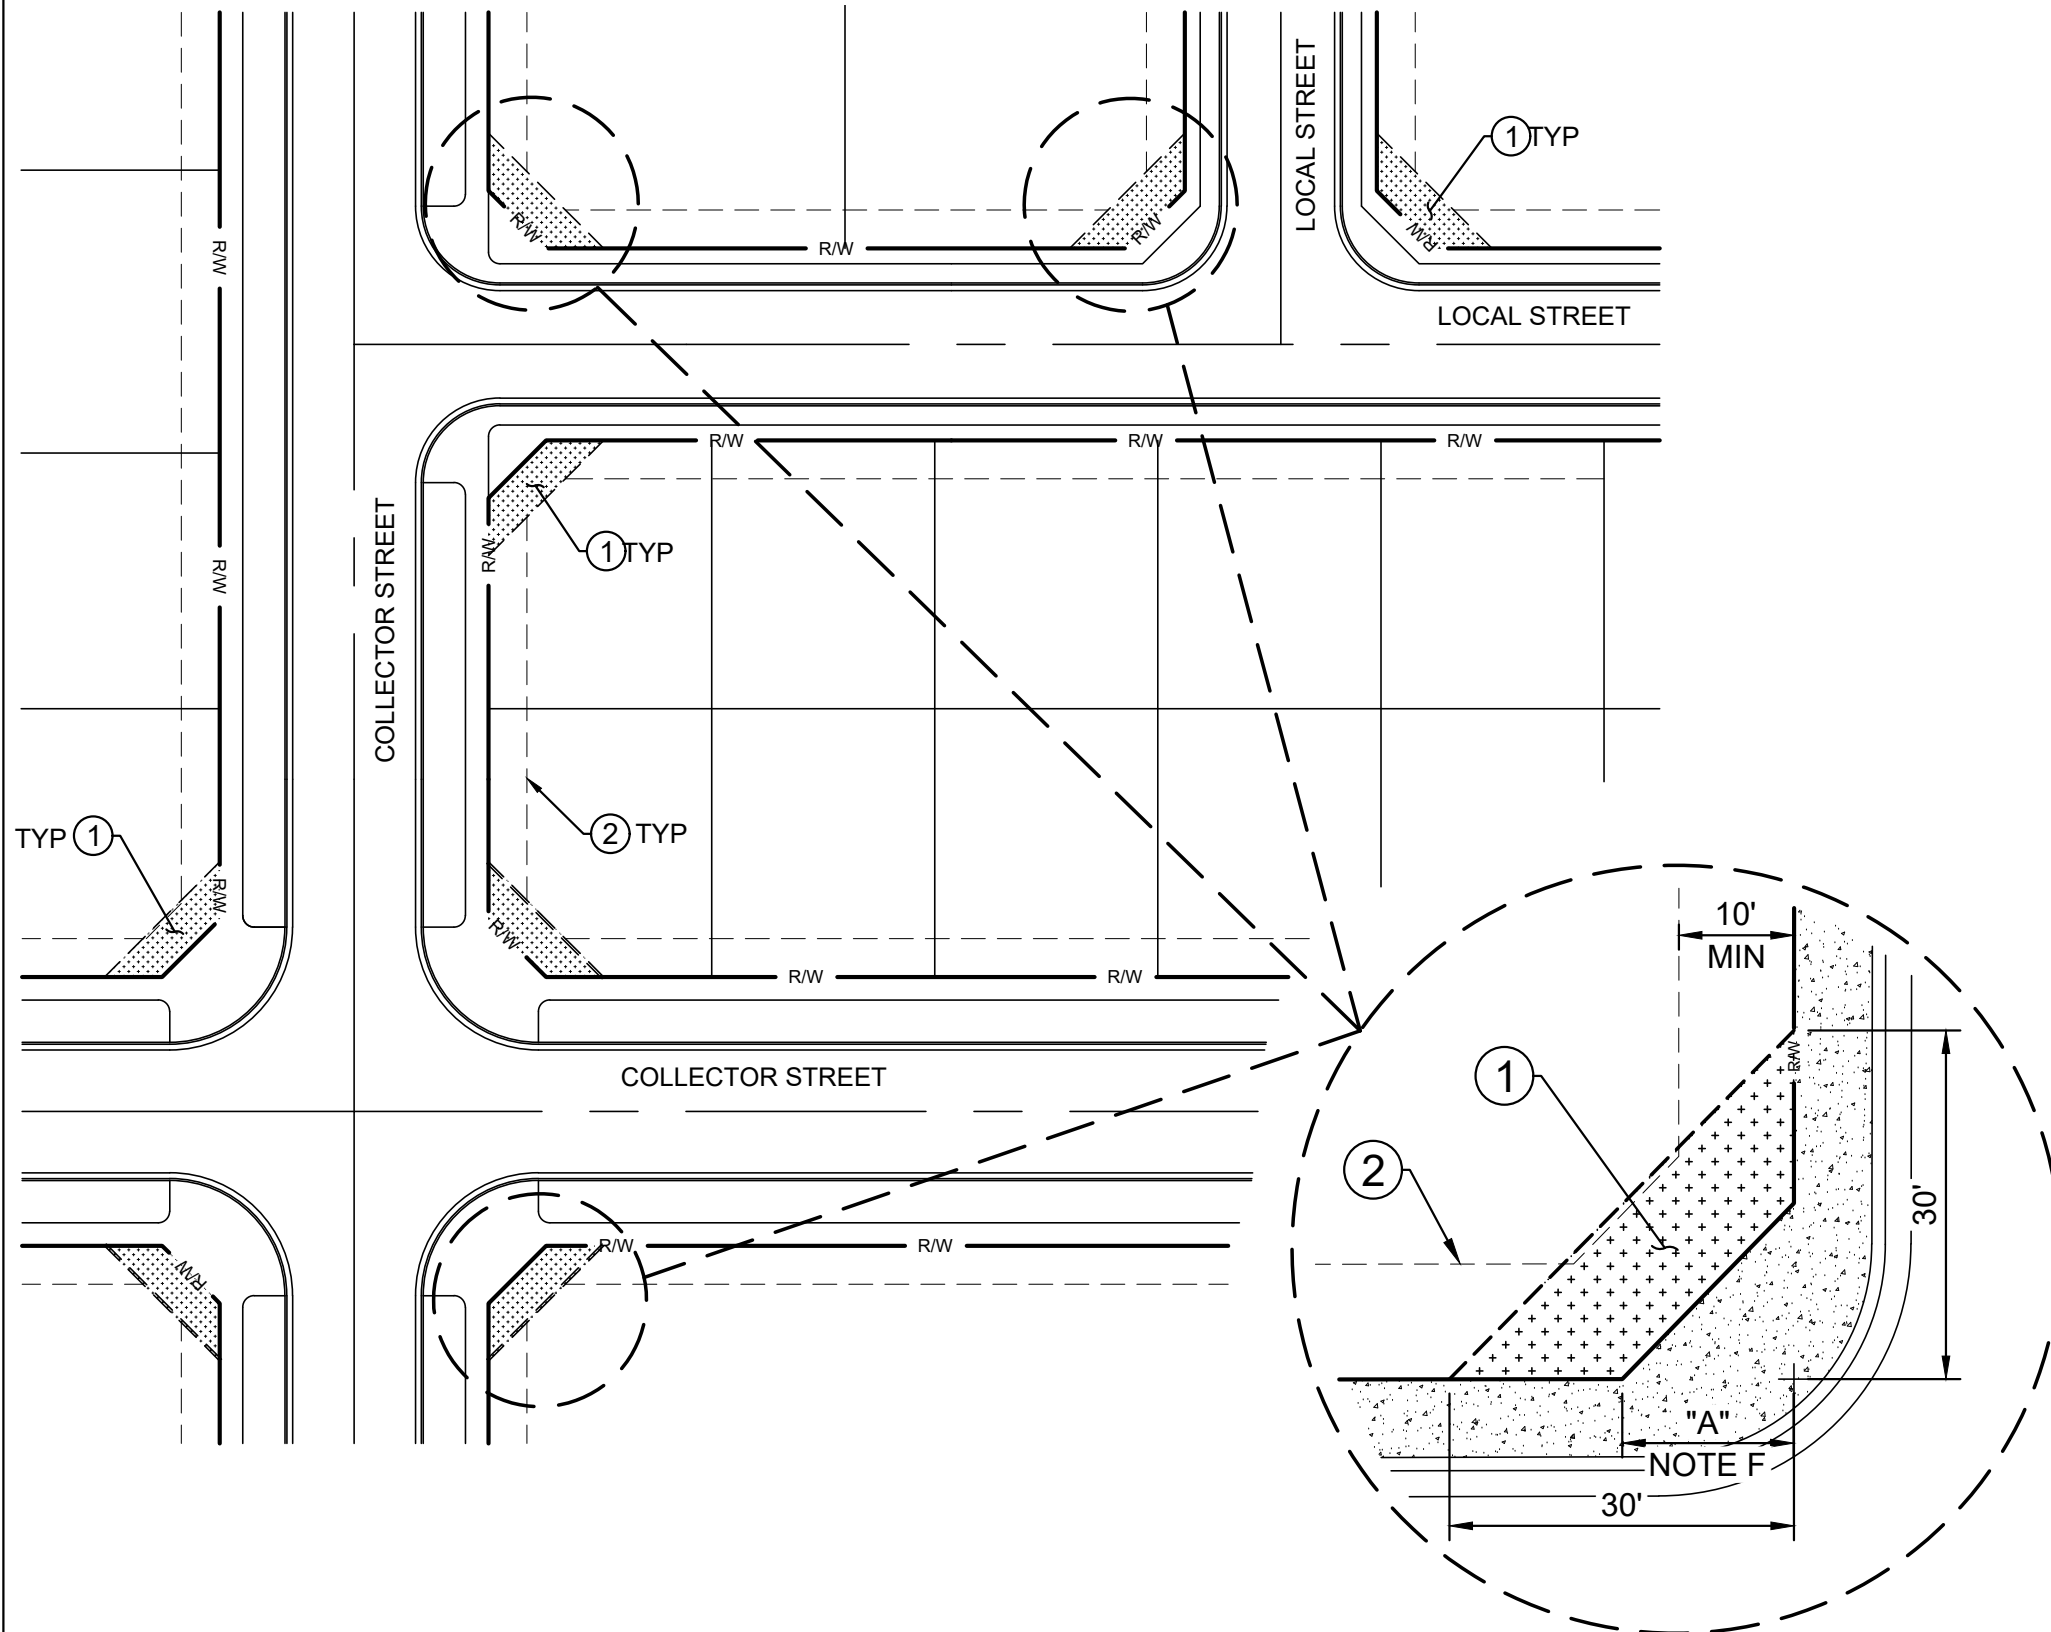 LOCAL STREET
1 TYP
R/W
R/W
R/W
R/W
R/W
R/W
LOCAL STREET
R/W
R/W
R/W
COLLECTOR STREET
R/W
R/W
1 TYP
TYP 1
2 TYP
R/W
R/W
R/W
R/W
COLLECTOR STREET
R/W
R/W
R/W
10'
MIN
R/W
1
2
30'
"A"
NOTE F
30'